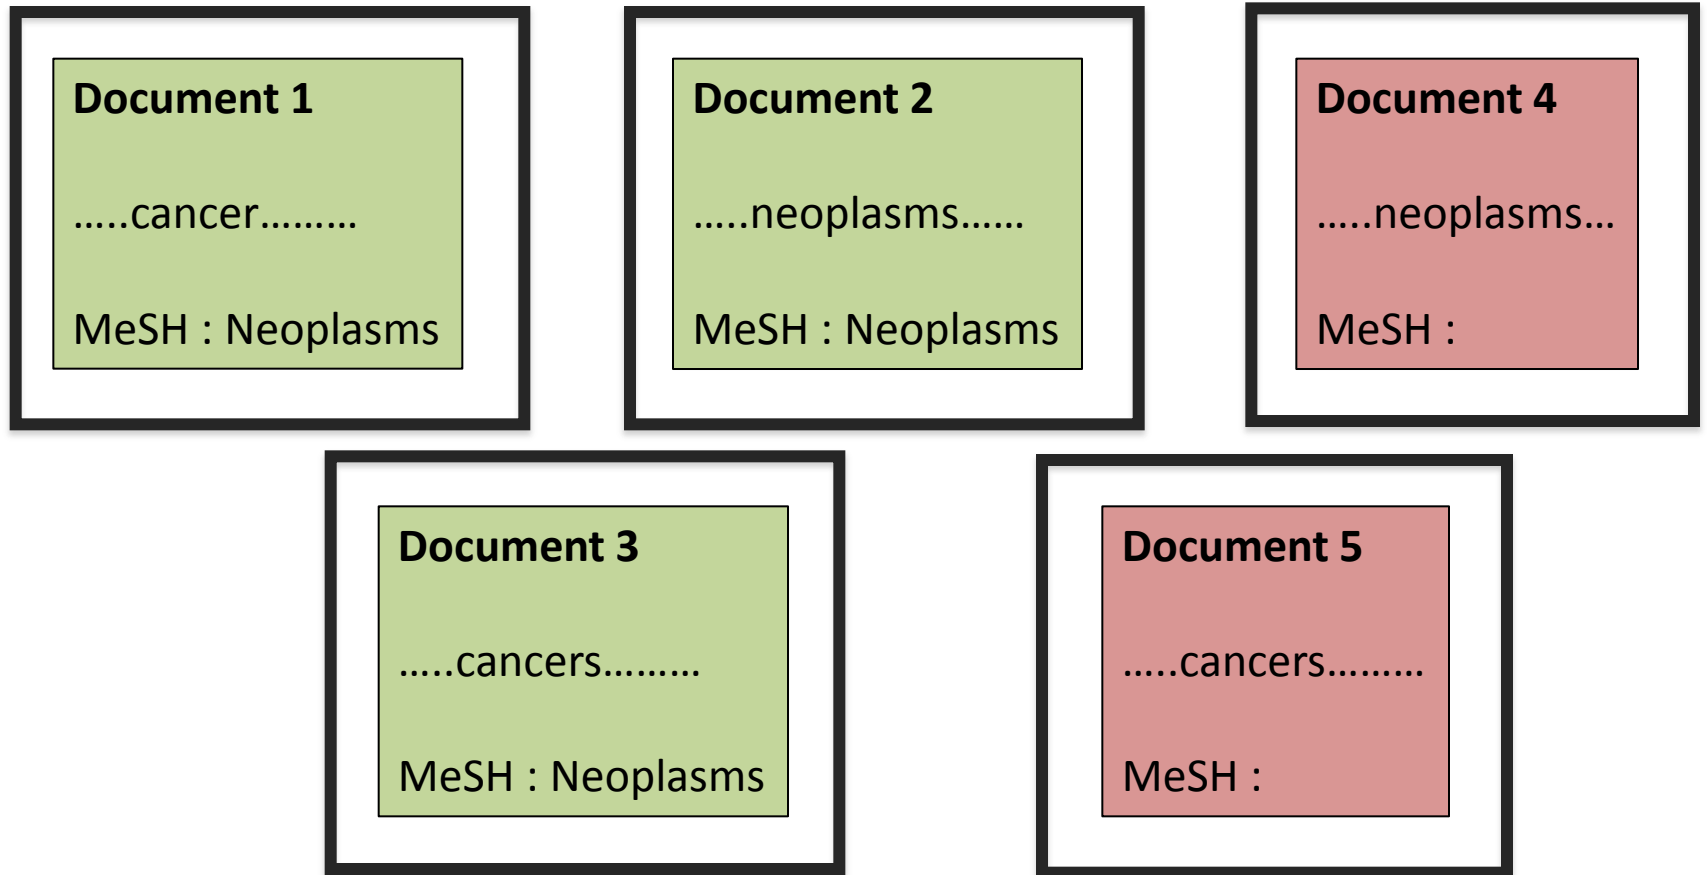 Document 1
…..cancer………
MeSH : Neoplasms
Document 2
…..neoplasms……
MeSH : Neoplasms
Document 4
…..neoplasms…
MeSH :
Document 3
…..cancers………
MeSH : Neoplasms
Document 5
…..cancers………
MeSH :